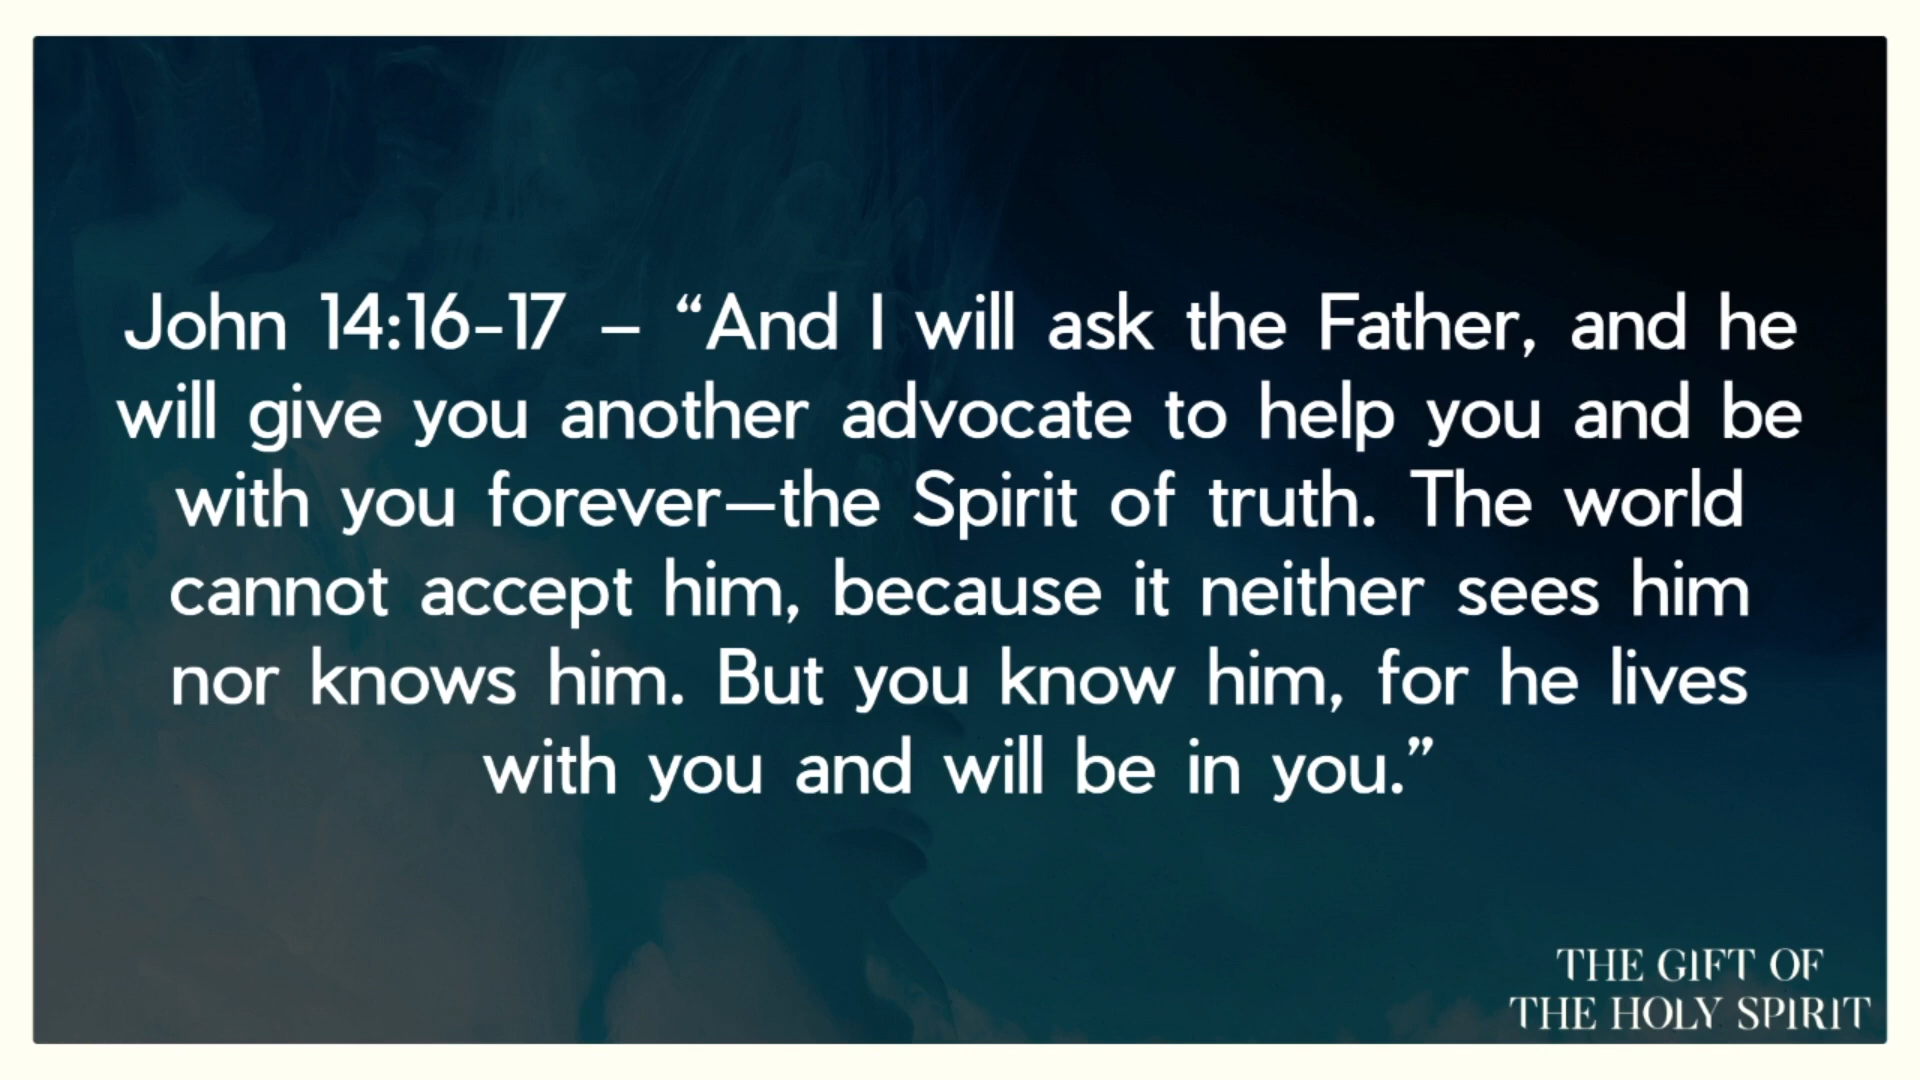 John 14:16-17 – “And I will ask the Father, and he
will give you another advocate to help you and be
with you forever—the Spirit of truth. The world
cannot accept him, because it neither sees him
nor knows him. But you know him, for he lives
with you and will be in you.”
THE GIFT OF
THE HOLY SPIRIT